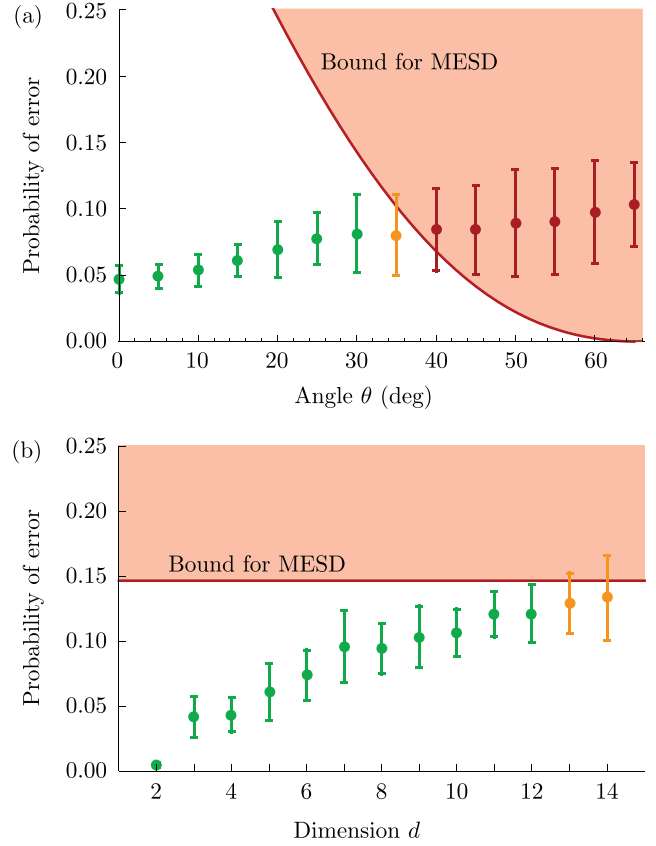 (a)
0.25
0.20
0.15
0.10
0.05
0.00
Probability of error
Bound for MESD
0 10 20 30 40 50 60
Angle θ (deg)
(b)
0.25
0.20
0.15
0.10
0.05
0.00
Probability of error
Bound for MESD
2 4 6 8 10 12 14
Dimension d